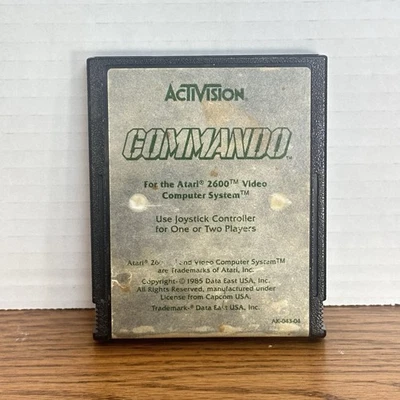 ACTIVISION.
COMMANDO™
For the Atari® 2600™ Video
Computer System™
Use Joystick Controller
for One or Two Players
Atari® and Video Computer System™
are Trademarks of Atari, Inc.
Copyright © 1985 Data East USA, Inc.
All Rights Reserved, manufactured under
License from Capcom USA.
Trademark-® Data East USA, Inc.
AK-043-04